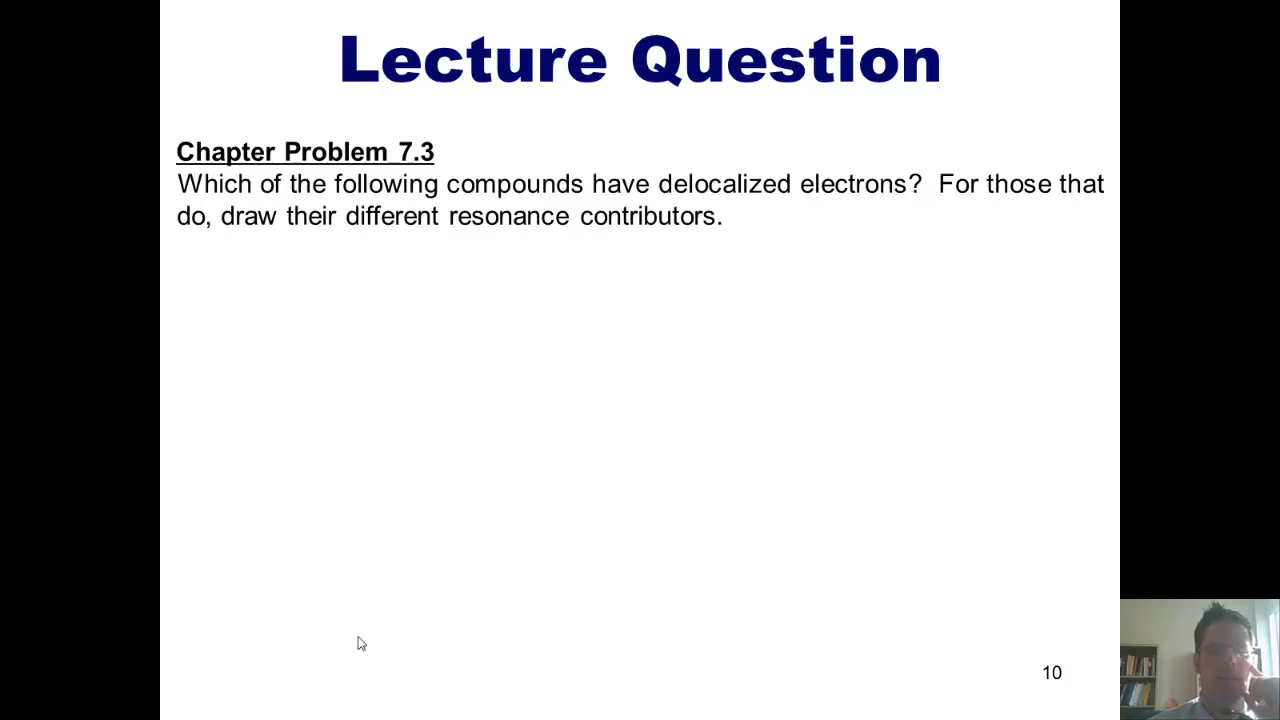 Lecture Question
Chapter Problem 7.3
Which of the following compounds have delocalized electrons? For those that
do, draw their different resonance contributors.
10